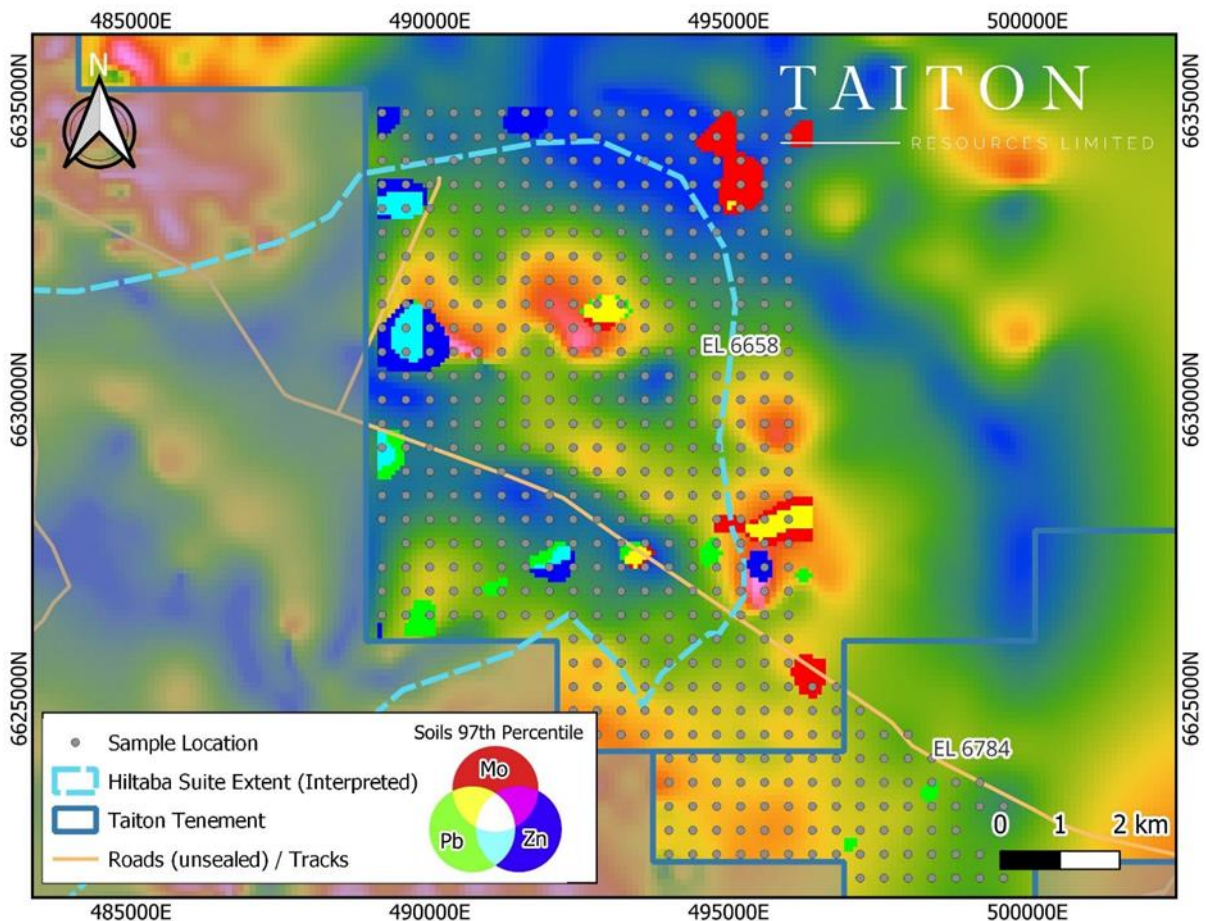 485000E 490000E 495000E 500000E
N
TAITON
RESOURCES LIMITED
6635000N
6635000N
EL 6658
6630000N
6630000N
6625000N
6625000N
EL 6784
Sample Location
Hiltaba Suite Extent (Interpreted)
Taiton Tenement
Roads (unsealed) / Tracks
Soils 97th Percentile
Mo
Pb
Zn
0 1 2 km
485000E 490000E 495000E 500000E